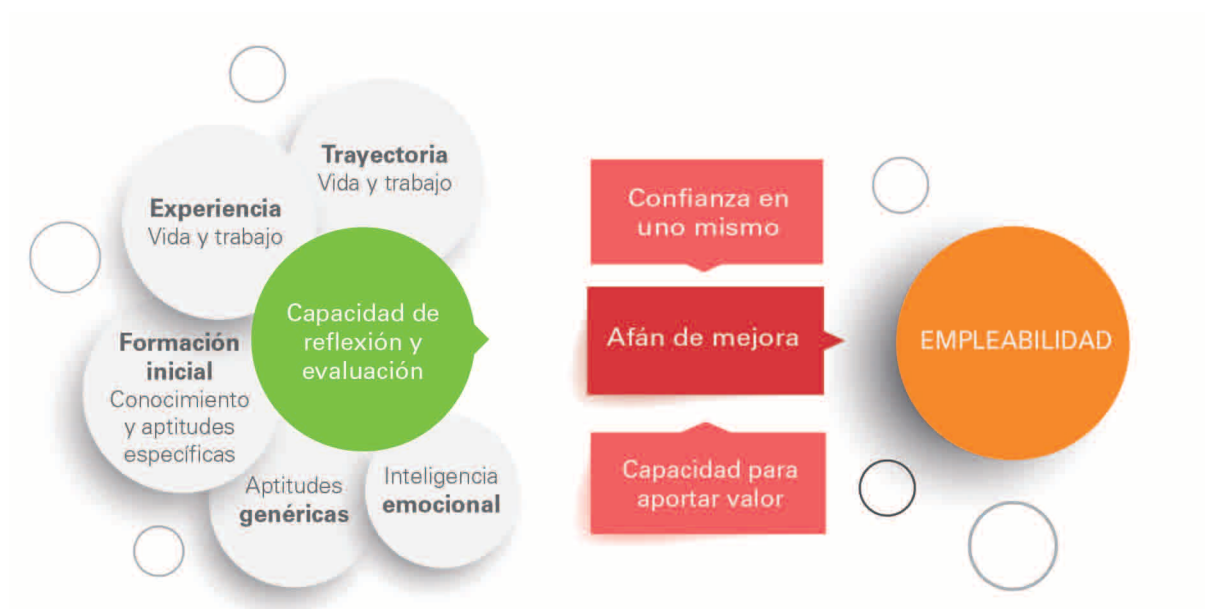 Trayectoria
Vida y trabajo
Experiencia
Vida y trabajo
Capacidad de
reflexión y
evaluación
Formación
inicial
Conocimiento
y aptitudes
específicas
Aptitudes
genéricas
Inteligencia
emocional
Confianza en
uno mismo
Afán de mejora
Capacidad para
aportar valor
EMPLEABILIDAD